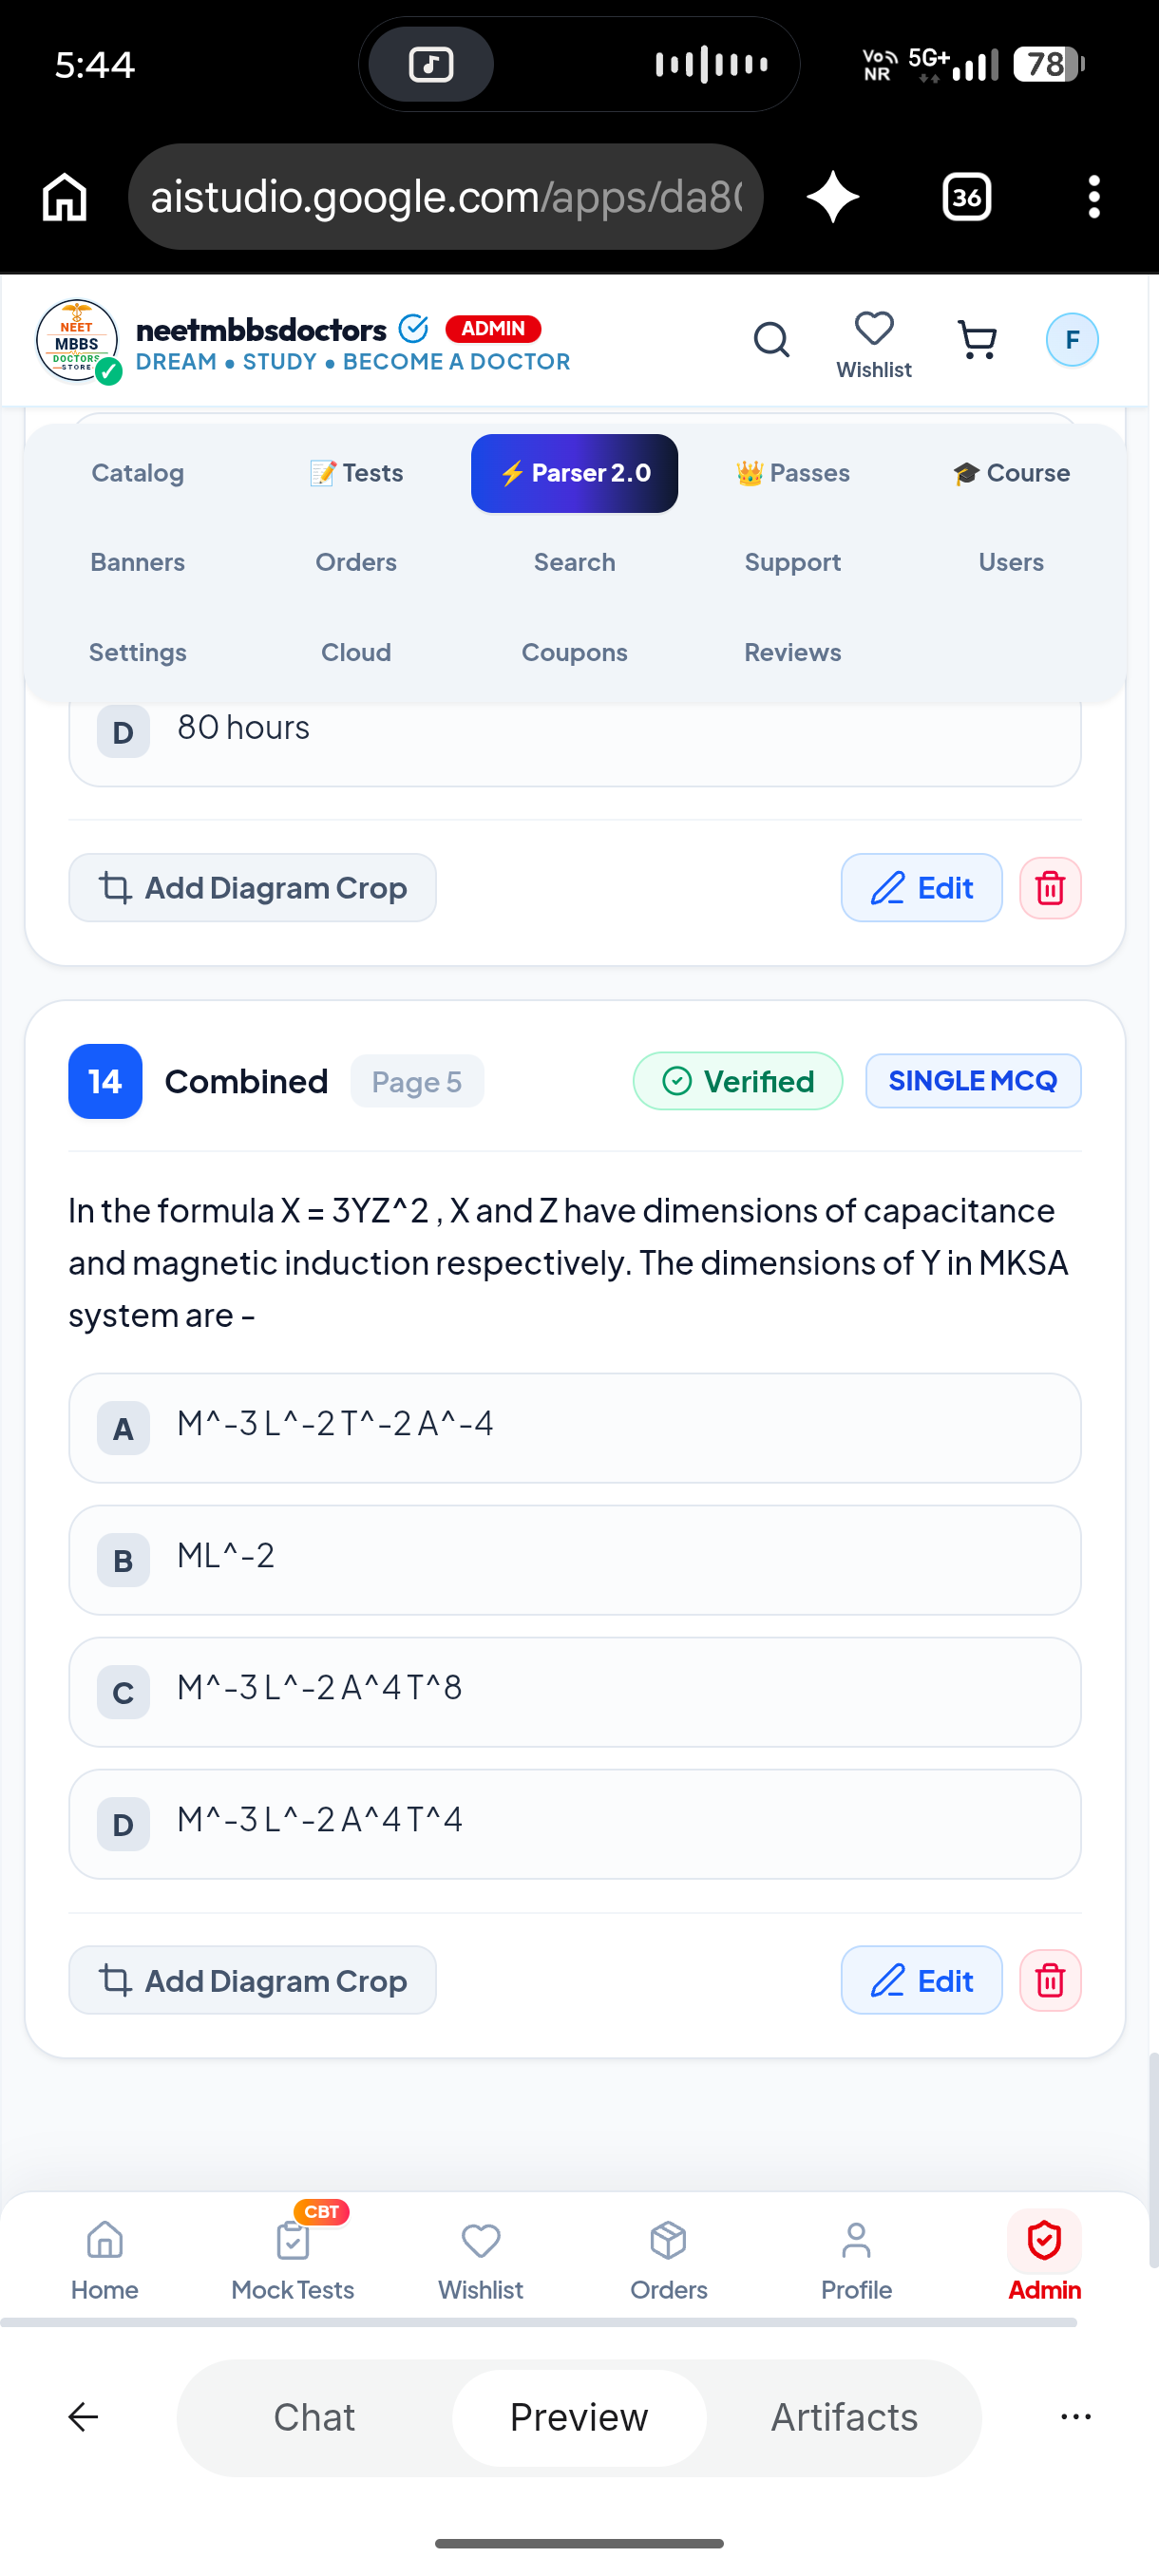 5:44
Vo NR 5G+ 78
aistudio.google.com/apps/da8
36
NEET
MBBS
DOCTORS
STORE
neetmbbsdoctors ADMIN
DREAM • STUDY • BECOME A DOCTOR
Wishlist
F
Catalog 📝 Tests ⚡ Parser 2.0 👑 Passes 🎓 Course
Banners Orders Search Support Users
Settings Cloud Coupons Reviews
D 80 hours
Add Diagram Crop Edit
14 Combined Page 5 Verified SINGLE MCQ
In the formula X = 3YZ^2 , X and Z have dimensions of capacitance
and magnetic induction respectively. The dimensions of Y in MKSA
system are -
A M^-3 L^-2 T^-2 A^-4
B ML^-2
C M^-3 L^-2 A^4 T^8
D M^-3 L^-2 A^4 T^4
Add Diagram Crop Edit
CBT
Home Mock Tests Wishlist Orders Profile Admin
Chat Preview Artifacts